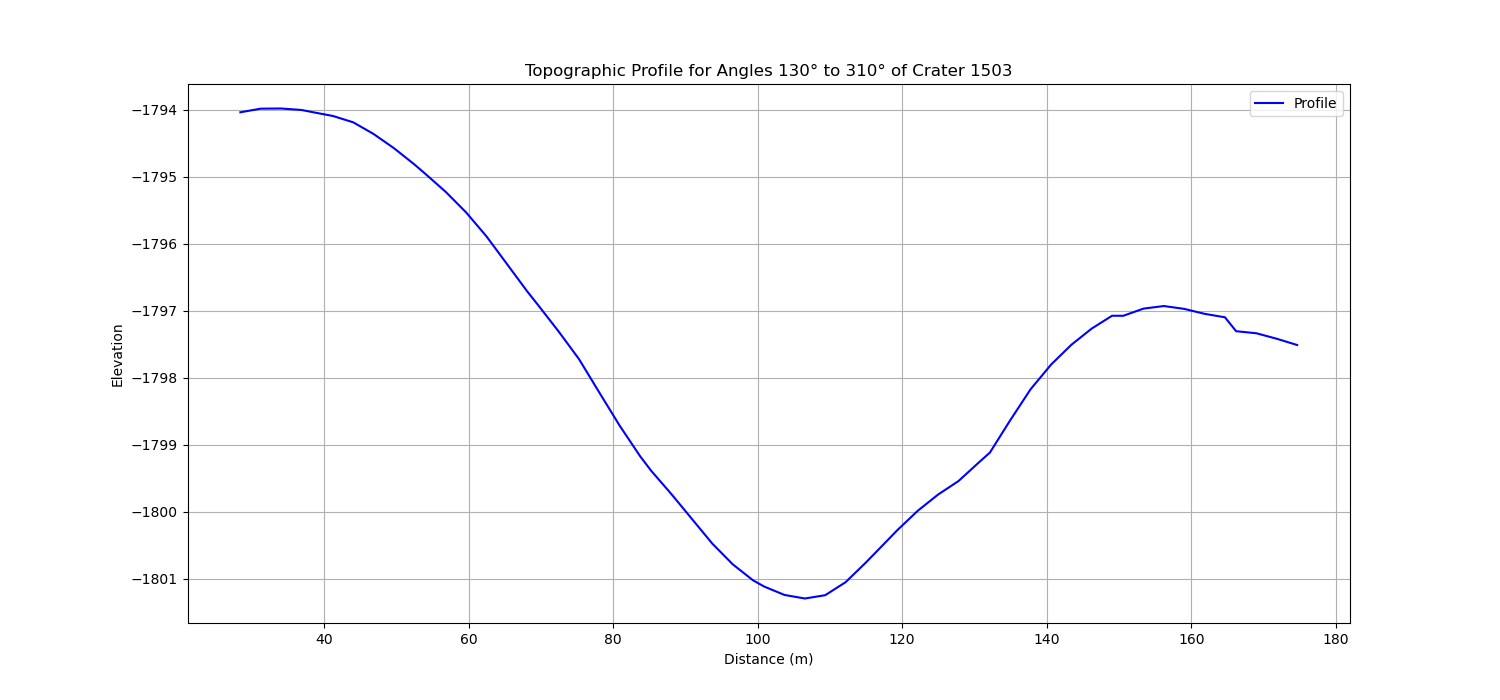 Topographic Profile for Angles 130° to 310° of Crater 1503
Profile
−1794
−1795
−1796
−1797
−1798
−1799
−1800
−1801
Elevation
40 60 80 100 120 140 160 180
Distance (m)